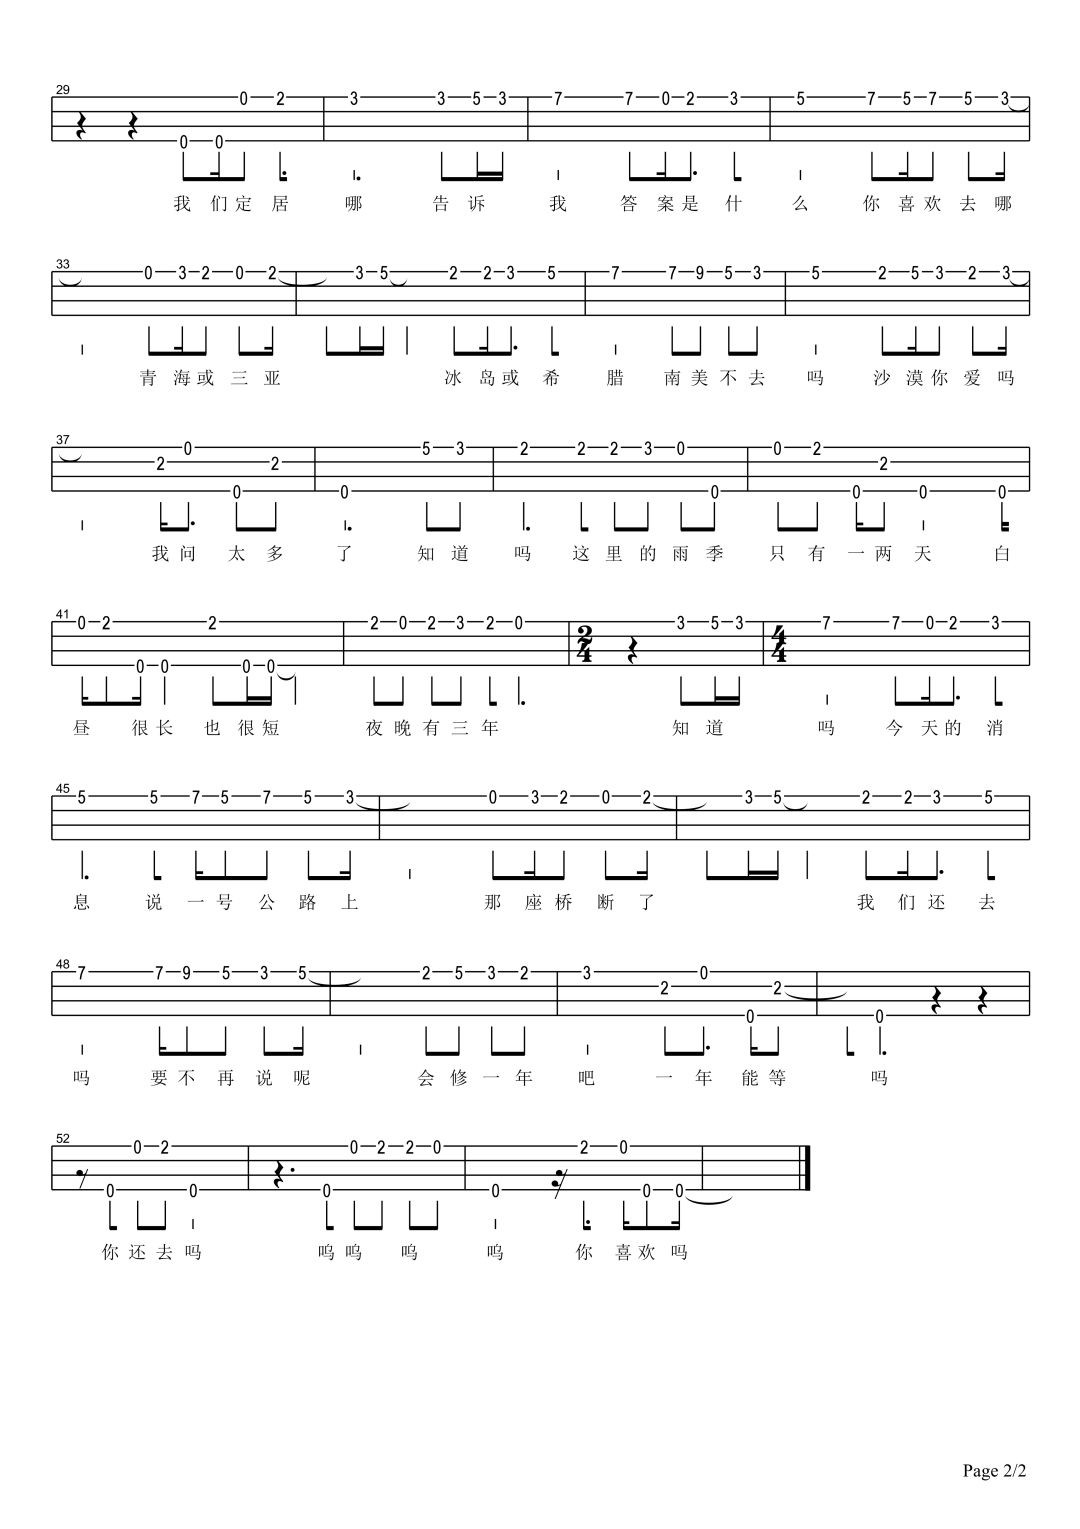 29
0 2 3 3 5 3 7 7 0 2 3 5 7 5 7 5 3
0 0
我们定居 哪 告诉 我 答案是什 么 你喜欢去哪
33
0 3 2 0 2 3 5 2 2 3 5 7 7 9 5 3 5 2 5 3 2 3
青海或三亚 冰岛或希 腊 南美不去 吗 沙漠你爱吗
37
0 5 3 2 2 2 3 0 0 2
2 2 2
0 0 0 0 0 0
我问太多 了 知道 吗 这里的雨季 只有一两天 白
41
0 2 2 2 0 2 3 2 0 2/4 3 5 3 4/4 7 7 0 2 3
0 0 0 0
昼 很长 也很短 夜晚有三年 知道 吗 今天的消
45
5 5 7 5 7 5 3 0 3 2 0 2 3 5 2 2 3 5
息 说一号公路上 那座桥断了 我们还去
48
7 7 9 5 3 5 2 5 3 2 3 0
2 2
0 0
吗 要不再说呢 会修一年 吧 一年能等 吗
52
0 2 0 2 2 0 2 0
0 0 0 0 0 0
你还去吗 呜呜 呜 呜 你喜欢吗
Page 2/2